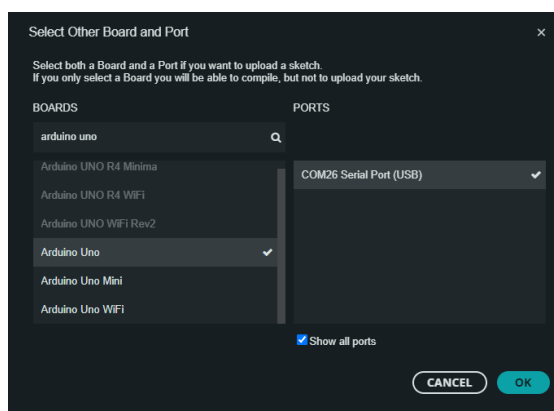 Select Other Board and Port
Select both a Board and a Port if you want to upload a sketch.
If you only select a Board you will be able to compile, but not to upload your sketch.
BOARDS
PORTS
arduino uno
Arduino UNO R4 Minima
Arduino UNO R4 WiFi
Arduino UNO WiFi Rev2
Arduino Uno
Arduino Uno Mini
Arduino Uno WiFi
COM26 Serial Port (USB)
Show all ports
CANCEL
OK